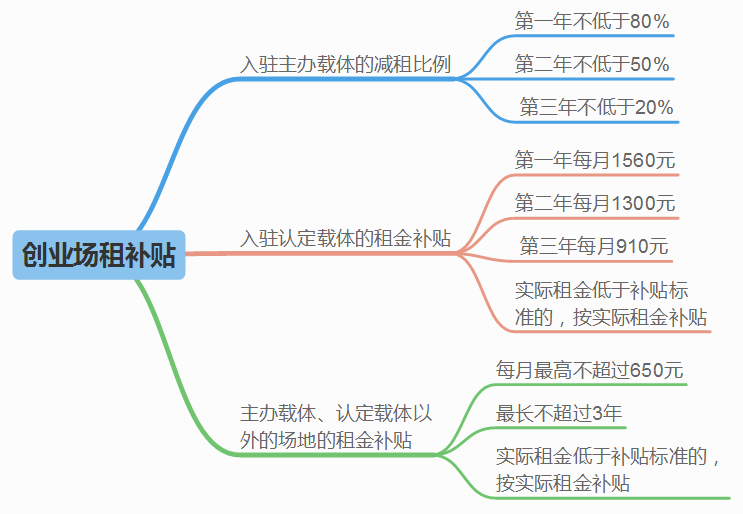 创业场租补贴
入驻主办载体的减租比例
第一年不低于80%
第二年不低于50%
第三年不低于20%
入驻认定载体的租金补贴
第一年每月1560元
第二年每月1300元
第三年每月910元
实际租金低于补贴标
准的，按实际租金补贴
主办载体、认定载体以
外的场地的租金补贴
每月最高不超过650元
最长不超过3年
实际租金低于补贴标准的，
按实际租金补贴